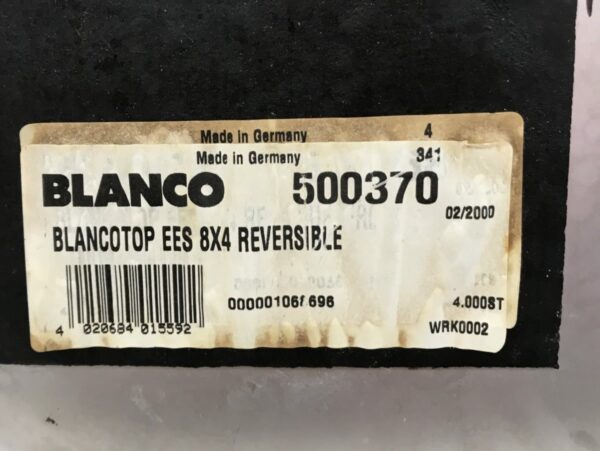 Made in Germany 4
Made in Germany 341
BLANCO 500370
02/2000
BLANCOTOP EES 8X4 REVERSIBLE
4.000ST
4 020684 015592
WRK0002